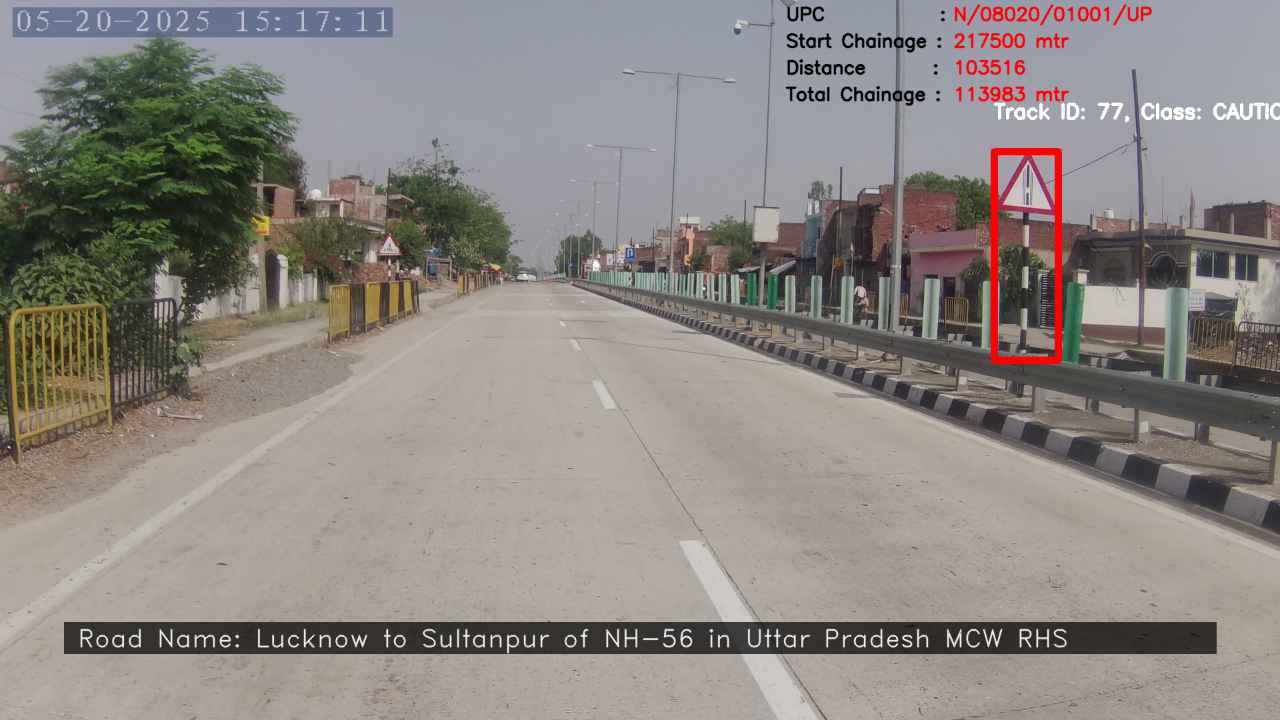 05-20-2025 15:17:11
UPC : N/08020/01001/UP
Start Chainage : 217500 mtr
Distance : 103516
Total Chainage : 113983 mtr
Track ID: 77, Class: CAUTIO
Road Name: Lucknow to Sultanpur of NH-56 in Uttar Pradesh MCW RHS